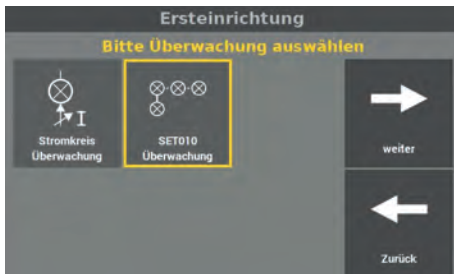 Ersteinrichtung
Bitte Überwachung auswählen
I
Stromkreis
Überwachung
SET010
Überwachung
weiter
Zurück